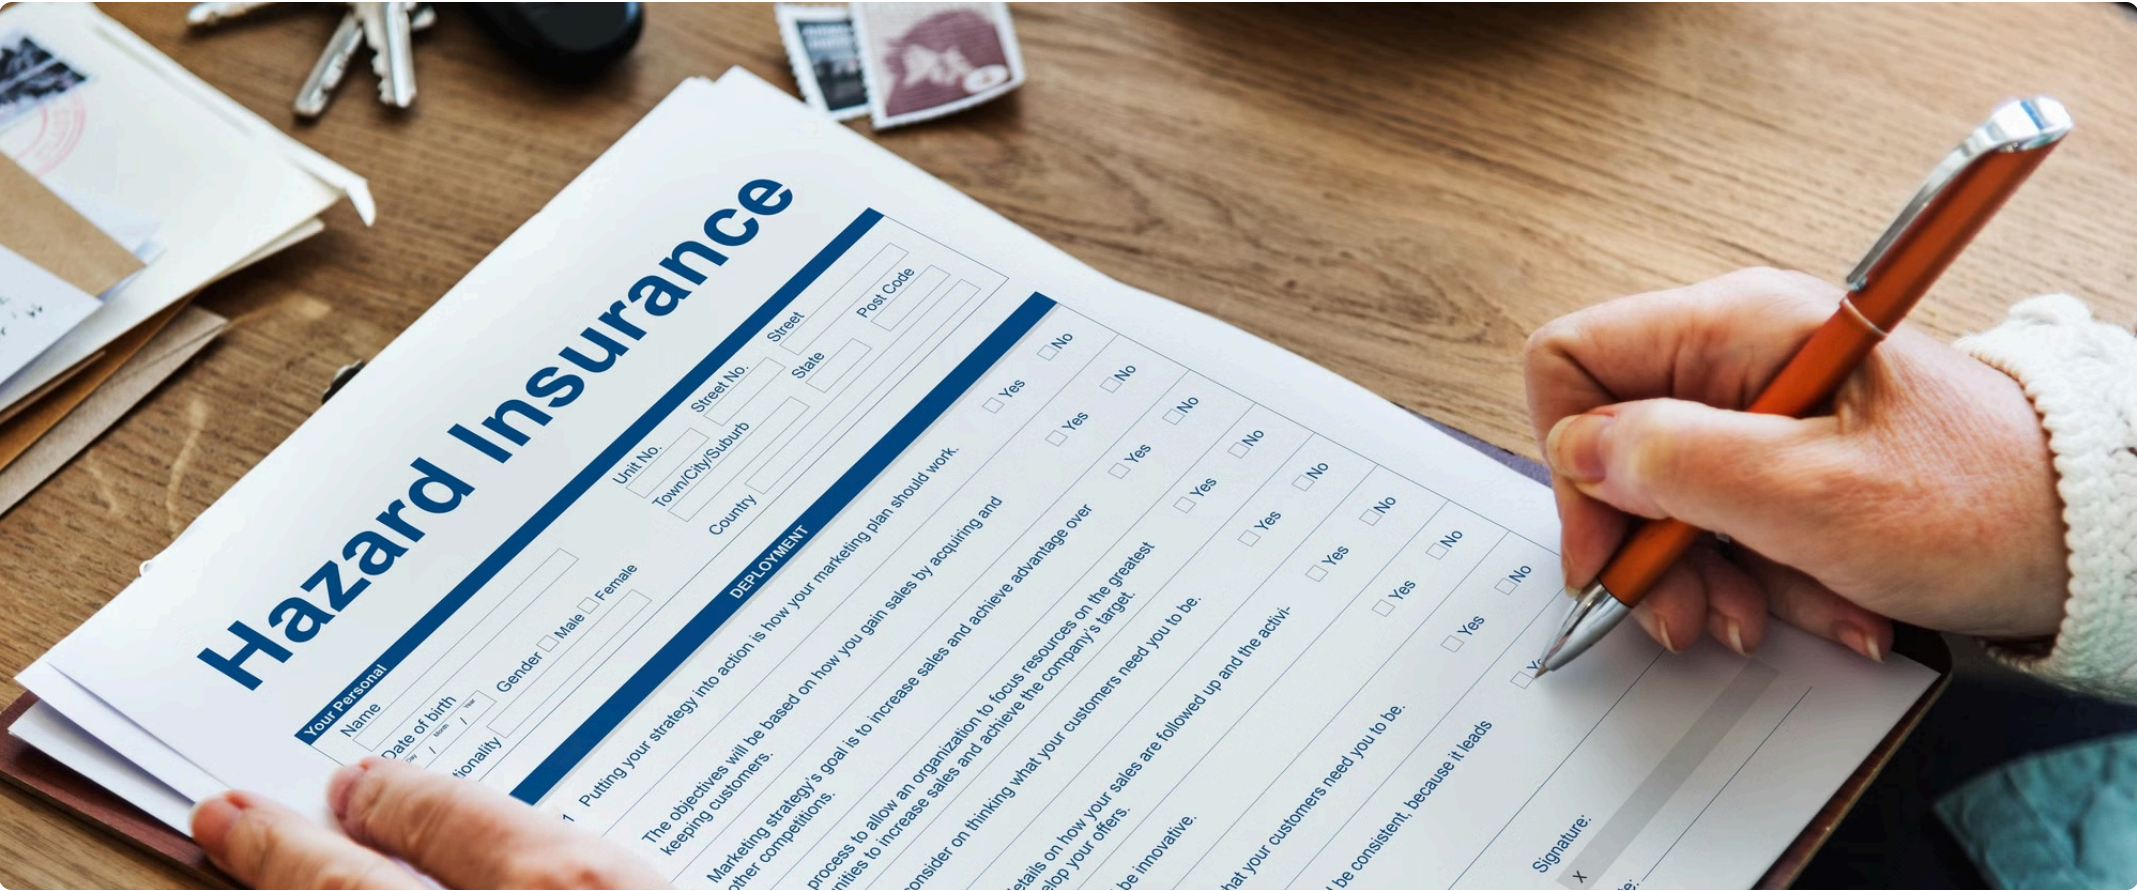 Hazard Insurance
Your Personal
Name
Date of birth
Day / Month / Year
Gender Male Female
Unit No. Street No. Street
Town/City/Suburb State Post Code
Country
DEPLOYMENT
1 Putting your strategy into action is how your marketing plan should work. Yes No
The objectives will be based on how you gain sales by acquiring and Yes No
keeping customers.
Marketing strategy's goal is to increase sales and achieve advantage over Yes No
other competitions.
process to allow an organization to focus resources on the greatest Yes No
to increase sales and achieve the company's target.
on thinking what your customers need you to be. Yes No
on how your sales are followed up and the activi- Yes No
your offers.
be innovative. Yes No
your customers need you to be. Yes No
be consistent, because it leads
Signature:
x